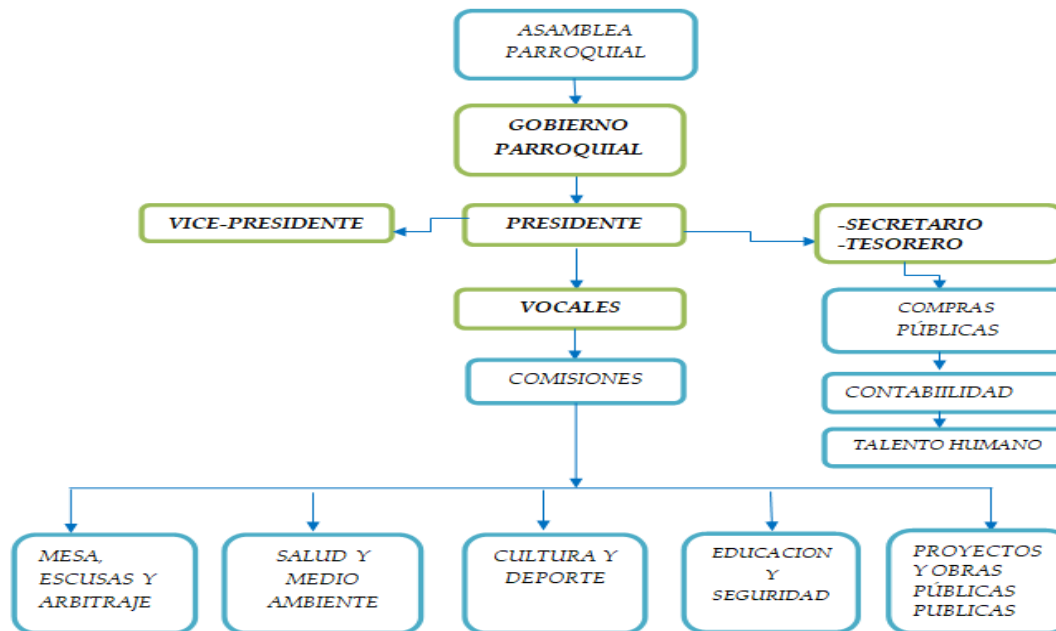 ASAMBLEA
PARROQUIAL
GOBIERNO
PARROQUIAL
VICE-PRESIDENTE
PRESIDENTE
-SECRETARIO
-TESORERO
VOCALES
COMPRAS
PÚBLICAS
COMISIONES
CONTABIILIDAD
TALENTO HUMANO
MESA,
ESCUSAS Y
ARBITRAJE
SALUD Y
MEDIO
AMBIENTE
CULTURA Y
DEPORTE
EDUCACION
Y
SEGURIDAD
PROYECTOS
Y OBRAS
PÚBLICAS
PUBLICAS